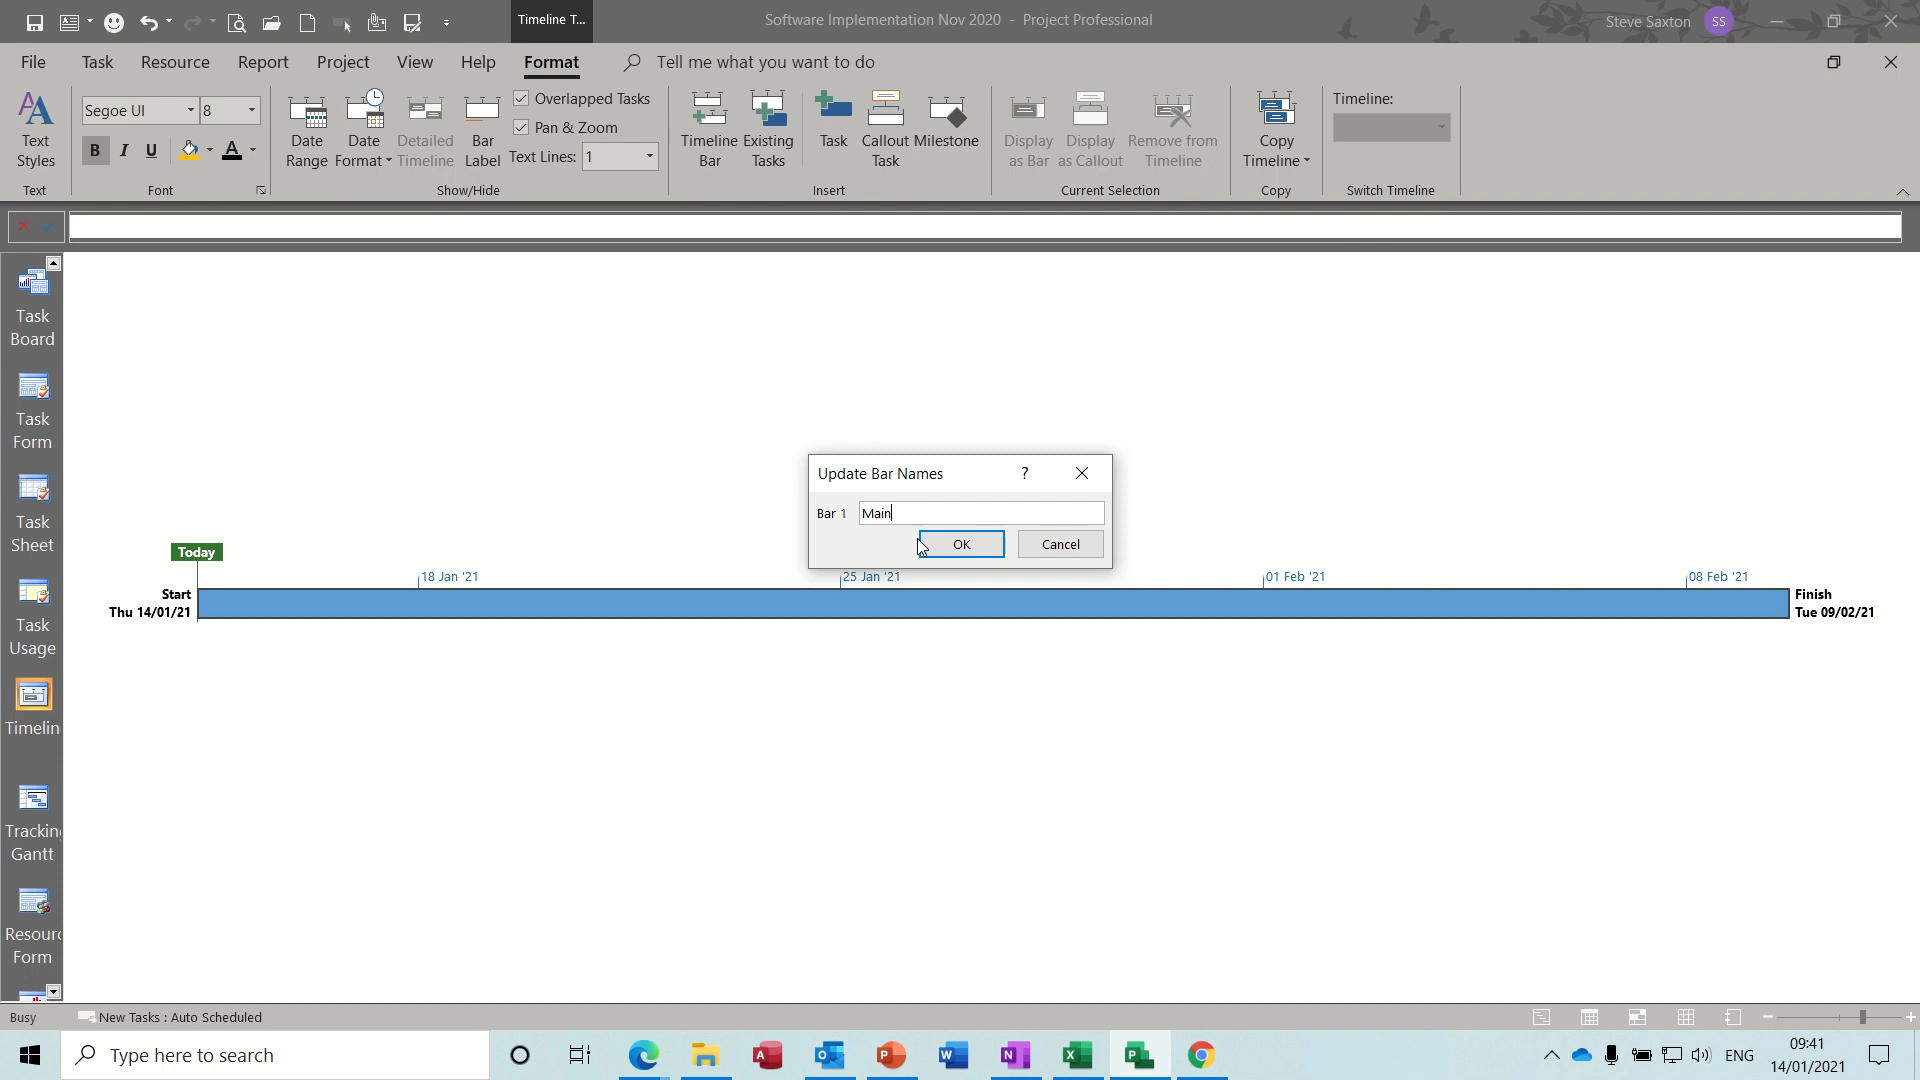 Timeline T...
Software Implementation Nov 2020 - Project Professional
Steve Saxton
SS
File
Task
Resource
Report
Project
View
Help
Format
Tell me what you want to do
Text
Styles
Text
Segoe UI
8
B I U
A
Font
Date
Range
Date
Format
Detailed
Timeline
Bar
Label
Overlapped Tasks
Pan & Zoom
Text Lines: 1
Show/Hide
Timeline
Bar
Existing
Tasks
Task
Callout
Task
Milestone
Insert
Display
as Bar
Display
as Callout
Remove from
Timeline
Current Selection
Copy
Timeline
Copy
Timeline:
Switch Timeline
Task
Board
Task
Form
Task
Sheet
Task
Usage
Timelin
Trackin
Gantt
Resour
Form
Update Bar Names
?
Bar 1
Main
OK
Cancel
Today
18 Jan '21
25 Jan '21
01 Feb '21
08 Feb '21
Start
Thu 14/01/21
Finish
Tue 09/02/21
Busy
New Tasks : Auto Scheduled
Type here to search
ENG
09:41
14/01/2021